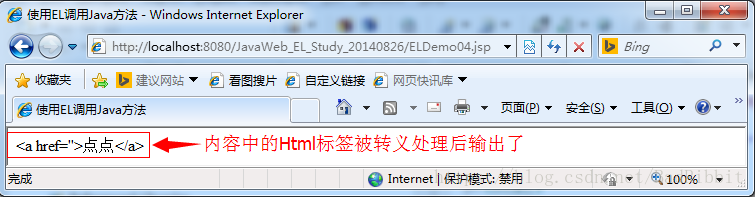 使用EL调用Java方法 - Windows Internet Explorer
http://localhost:8080/JavaWeb_EL_Study_20140826/ELDemo04.jsp
Bing
收藏夹 建议网站 看图搜片 自定义链接 网页快讯库
使用EL调用Java方法 页面(P) 安全(S) 工具(O)
<a href=''>点点</a> 内容中的Html标签被转义处理后输出了
完成 Internet | 保护模式: 禁用 100%